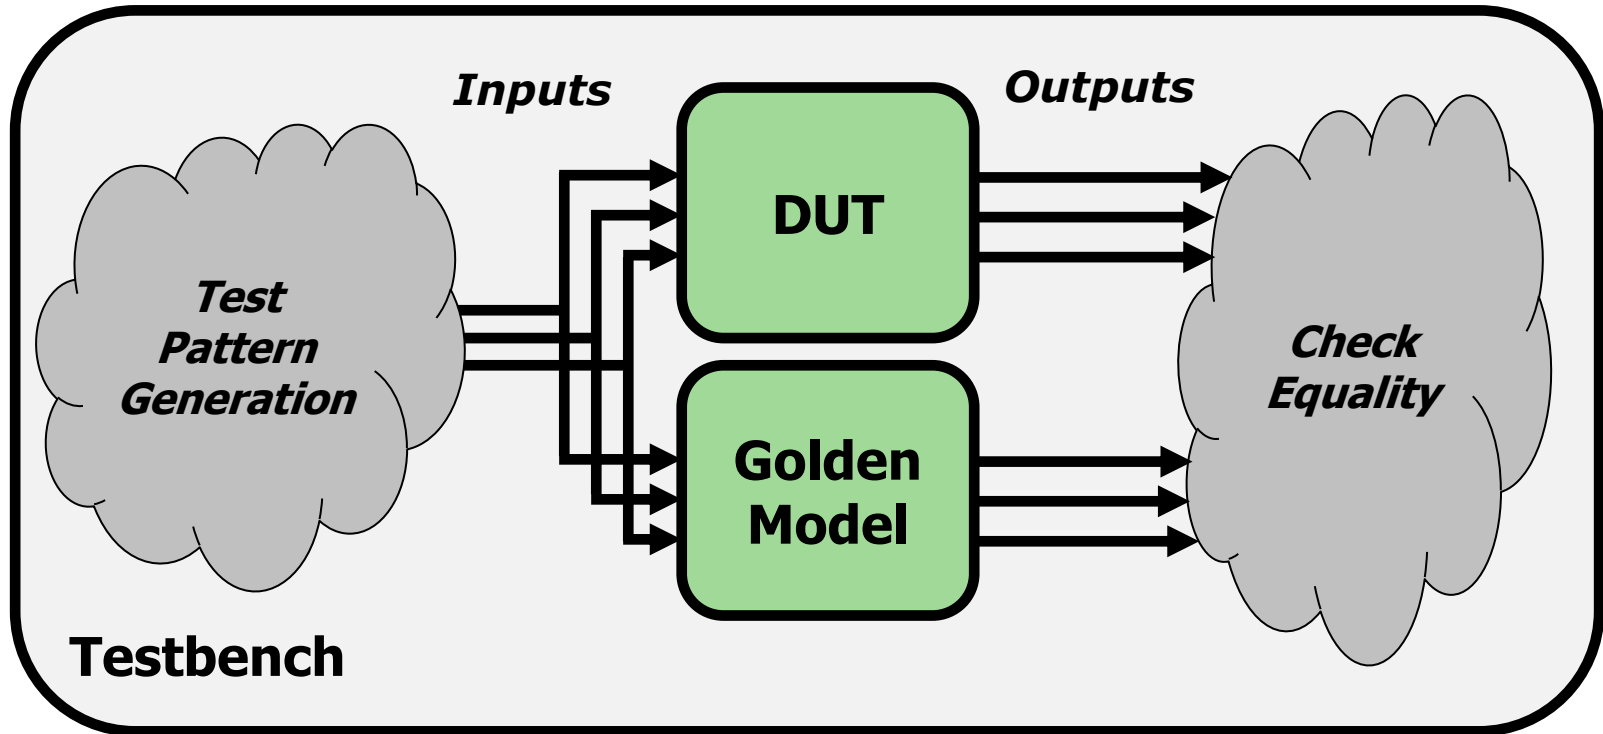 Inputs
Outputs
DUT
Test
Pattern
Generation
Check
Equality
Golden
Model
Testbench